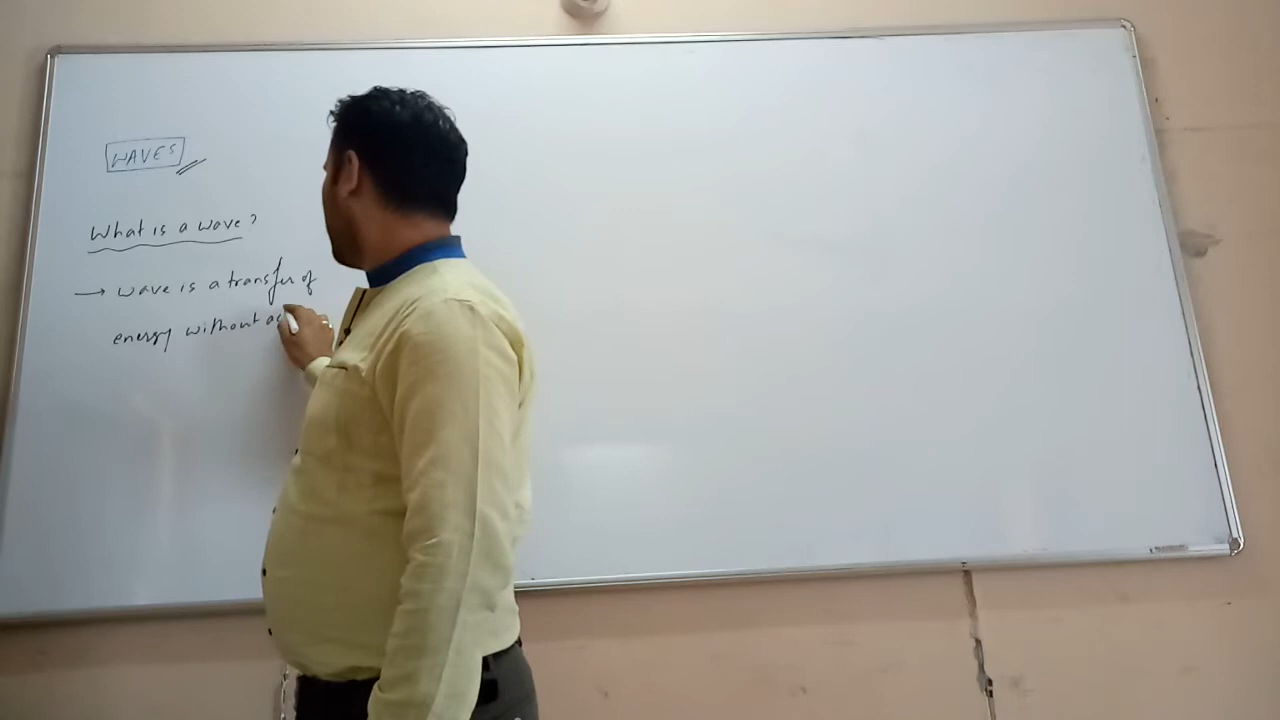 WAVES
What is a wave?
→ wave is a transfer of
energy without